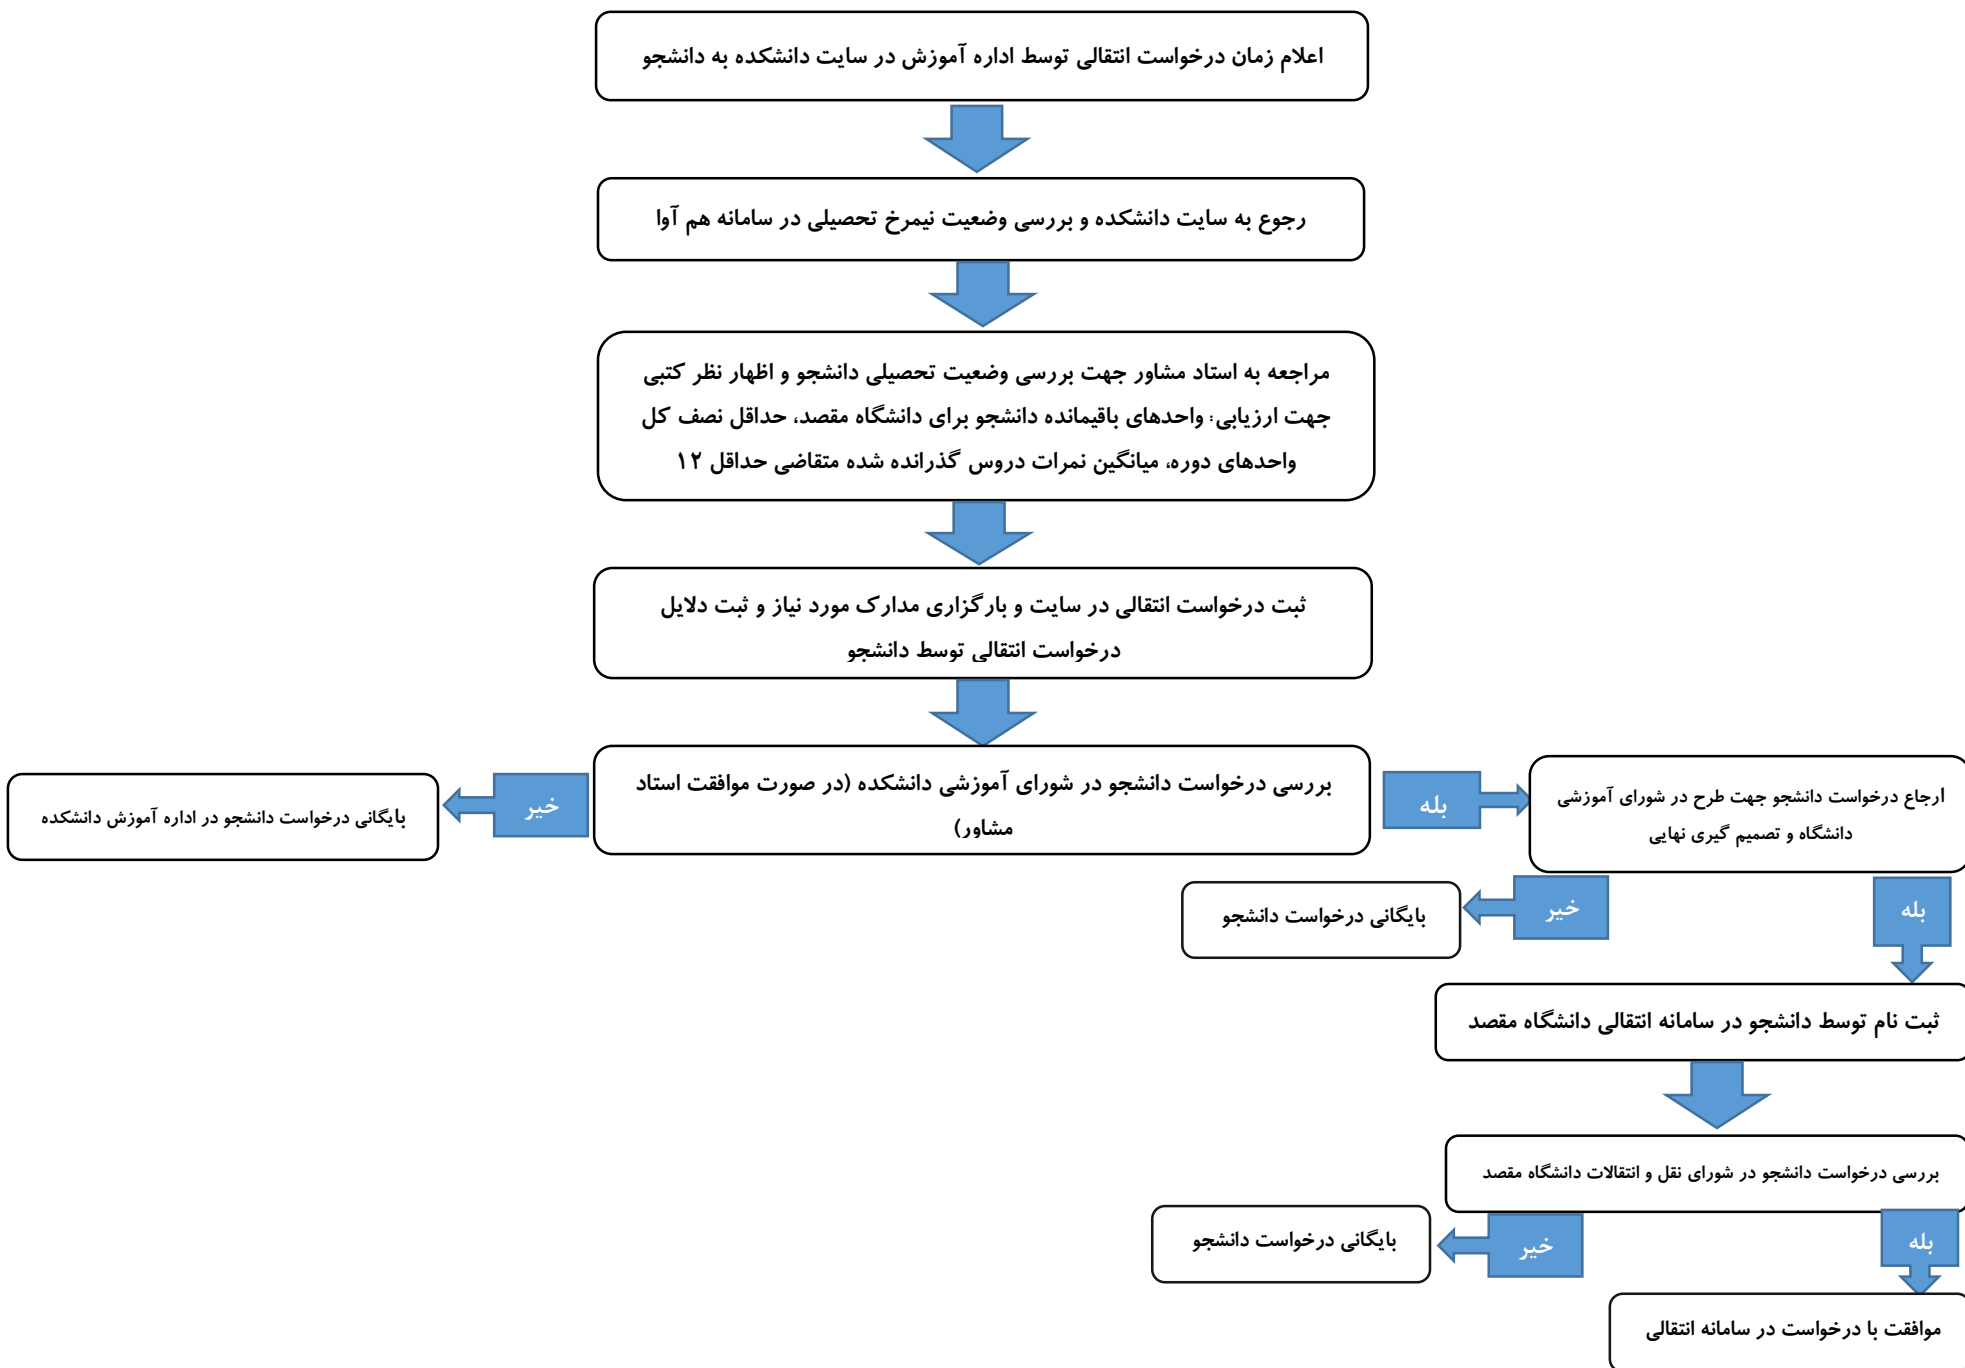 اعلام زمان درخواست انتقالی توسط اداره آموزش در سایت دانشکده به دانشجو
رجوع به سایت دانشکده و بررسی وضعیت نیمرخ تحصیلی در سامانه هم آوا
مراجعه به استاد مشاور جهت بررسی وضعیت تحصیلی دانشجو و اظهار نظر کتبی
جهت ارزیابی: واحدهای باقیمانده دانشجو برای دانشگاه مقصد، حداقل نصف کل
واحدهای دوره، میانگین نمرات دروس گذرانده شده متقاضی حداقل ۱۲
ثبت درخواست انتقالی در سایت و بارگزاری مدارک مورد نیاز و ثبت دلایل
درخواست انتقالی توسط دانشجو
بررسی درخواست دانشجو در شورای آموزشی دانشکده (در صورت موافقت استاد
مشاور)
بله
ارجاع درخواست دانشجو جهت طرح در شورای آموزشی
دانشگاه و تصمیم گیری نهایی
خیر
بایگانی درخواست دانشجو در اداره آموزش دانشکده
بله
خیر
بایگانی درخواست دانشجو
ثبت نام توسط دانشجو در سامانه انتقالی دانشگاه مقصد
بررسی درخواست دانشجو در شورای نقل و انتقالات دانشگاه مقصد
بله
خیر
بایگانی درخواست دانشجو
موافقت با درخواست در سامانه انتقالی